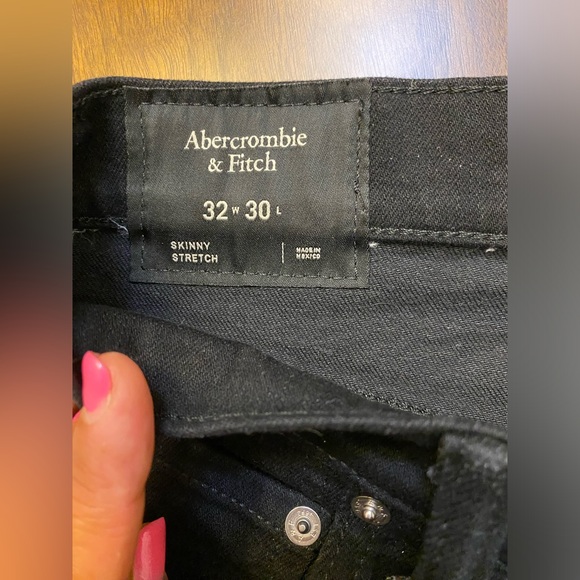 Abercrombie
& Fitch
32 W 30 L
SKINNY
STRETCH
MADE IN
MEXICO